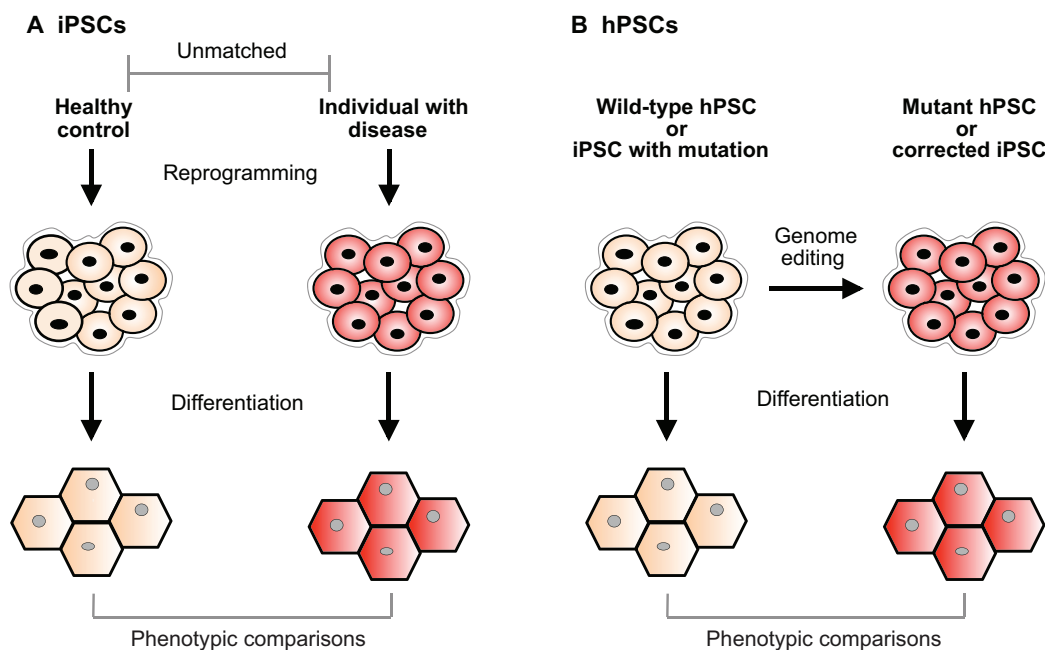 A iPSCs
Unmatched
Healthy
control
Individual with
disease
Reprogramming
Differentiation
Phenotypic comparisons
B hPSCs
Wild-type hPSC
or
iPSC with mutation
Mutant hPSC
or
corrected iPSC
Genome
editing
Differentiation
Phenotypic comparisons